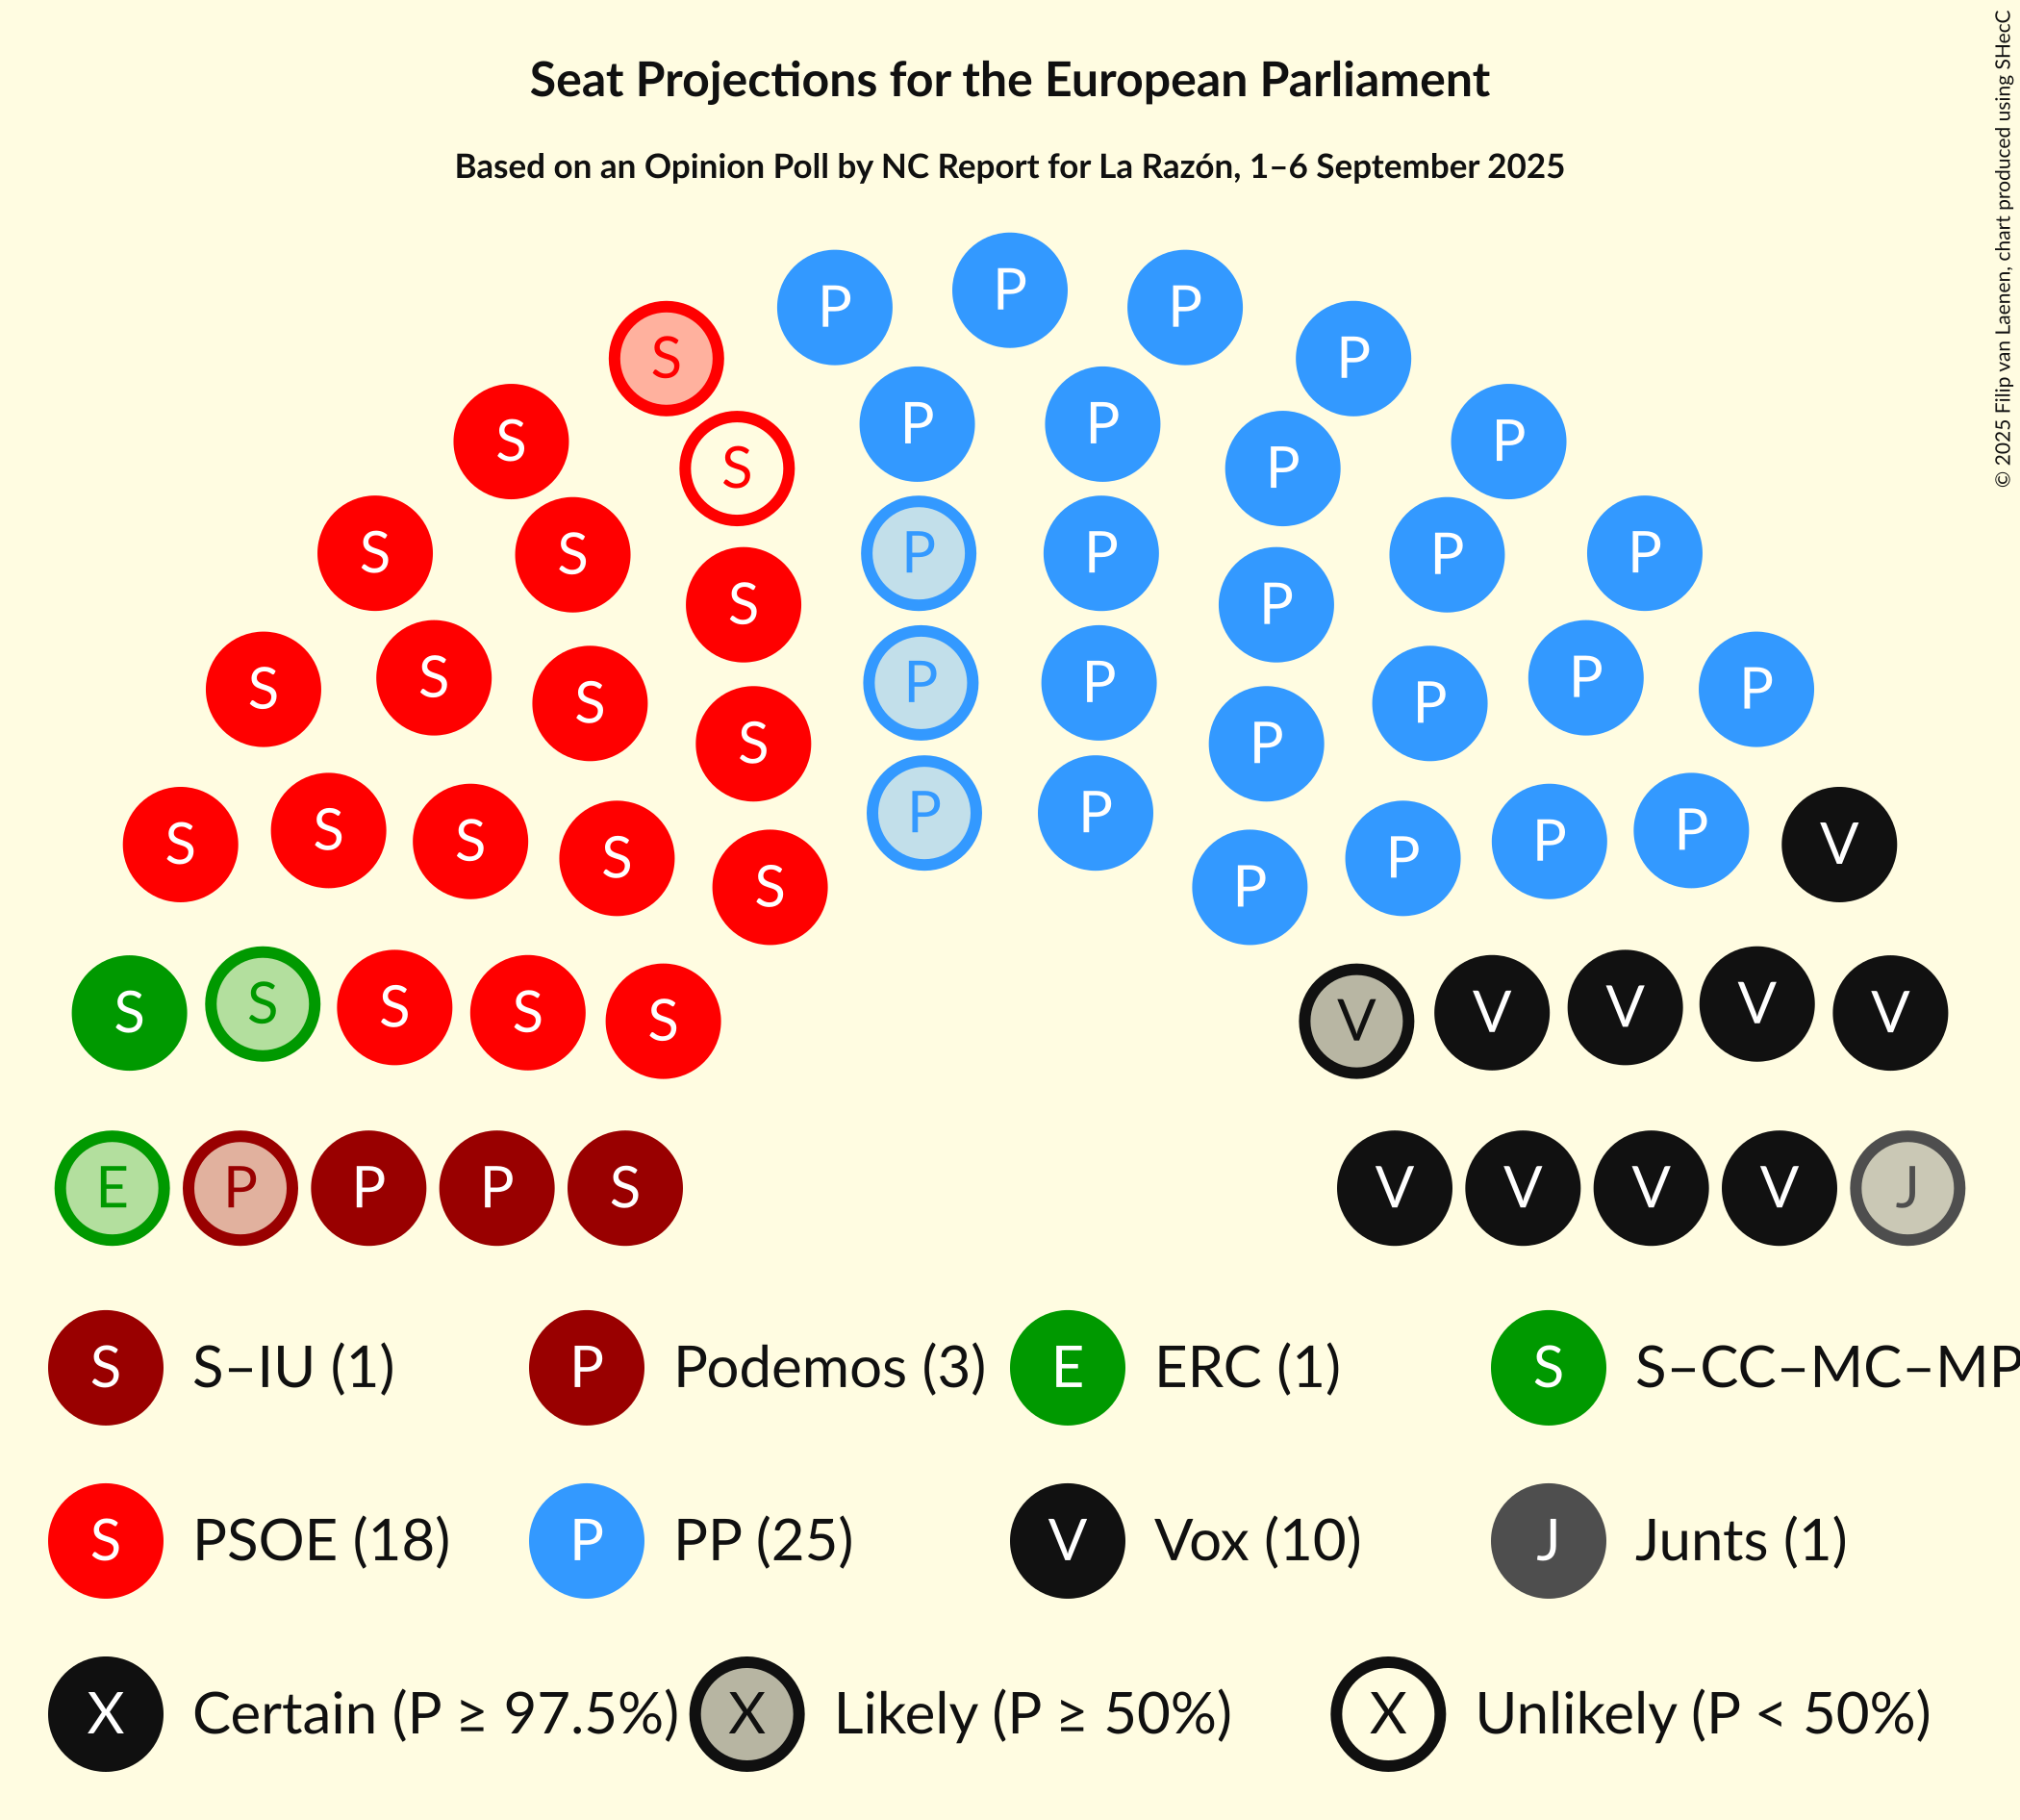 Seat Projections for the European Parliament
Based on an Opinion Poll by NC Report for La Razón, 1–6 September 2025
© 2025 Filip van Laenen, chart produced using SHecC
P P P
S P
S P P P
S P
S S P P S P P
S P P
S S S P P P P P
S P
S S S S P P P P P V
S P
S S S S S V V V V V
E P P P S V V V V J
S S–IU (1) P Podemos (3) E ERC (1) S S–CC–MC–MP
S PSOE (18) P PP (25) V Vox (10) J Junts (1)
X Certain (P ≥ 97.5%) X Likely (P ≥ 50%) X Unlikely (P < 50%)